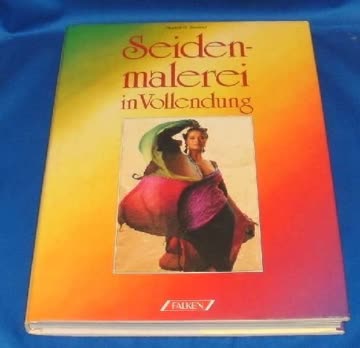 Seiden-
malerei
in Vollendung
FALKEN